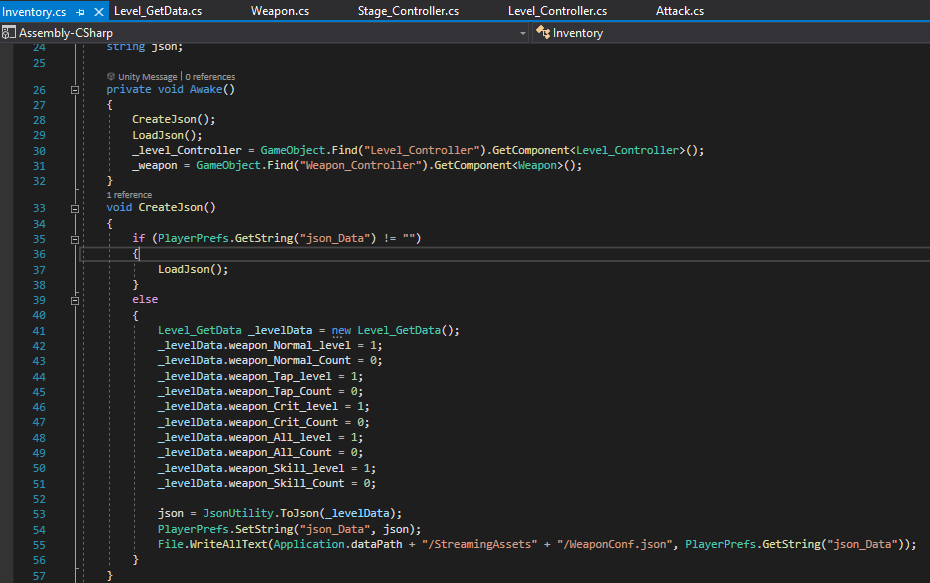 Inventory.cs Level_GetData.cs Weapon.cs Stage_Controller.cs Level_Controller.cs Attack.cs
Assembly-CSharp Inventory
24 string json;
25
Unity Message | 0 references
26 private void Awake()
27 {
28 CreateJson();
29 LoadJson();
30 _level_Controller = GameObject.Find("Level_Controller").GetComponent<Level_Controller>();
31 _weapon = GameObject.Find("Weapon_Controller").GetComponent<Weapon>();
32 }
1 reference
33 void CreateJson()
34 {
35 if (PlayerPrefs.GetString("json_Data") != "")
36 {
37 LoadJson();
38 }
39 else
40 {
41 Level_GetData _levelData = new Level_GetData();
42 _levelData.weapon_Normal_level = 1;
43 _levelData.weapon_Normal_Count = 0;
44 _levelData.weapon_Tap_level = 1;
45 _levelData.weapon_Tap_Count = 0;
46 _levelData.weapon_Crit_level = 1;
47 _levelData.weapon_Crit_Count = 0;
48 _levelData.weapon_All_level = 1;
49 _levelData.weapon_All_Count = 0;
50 _levelData.weapon_Skill_level = 1;
51 _levelData.weapon_Skill_Count = 0;
52
53 json = JsonUtility.ToJson(_levelData);
54 PlayerPrefs.SetString("json_Data", json);
55 File.WriteAllText(Application.dataPath + "/StreamingAssets" + "/WeaponConf.json", PlayerPrefs.GetString("json_Data"));
56 }
57 }